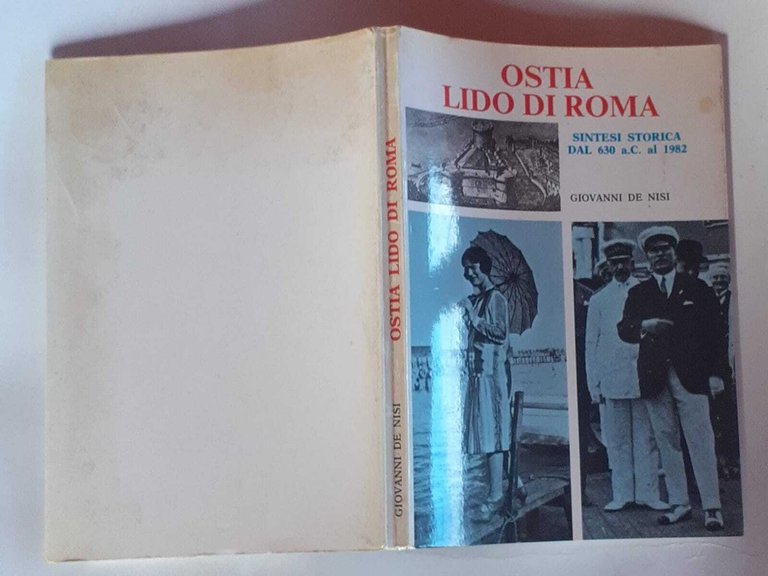 OSTIA
LIDO DI ROMA
SINTESI STORICA
DAL 630 a.C. al 1982
GIOVANNI DE NISI
OSTIA LIDO DI ROMA
GIOVANNI DE NISI